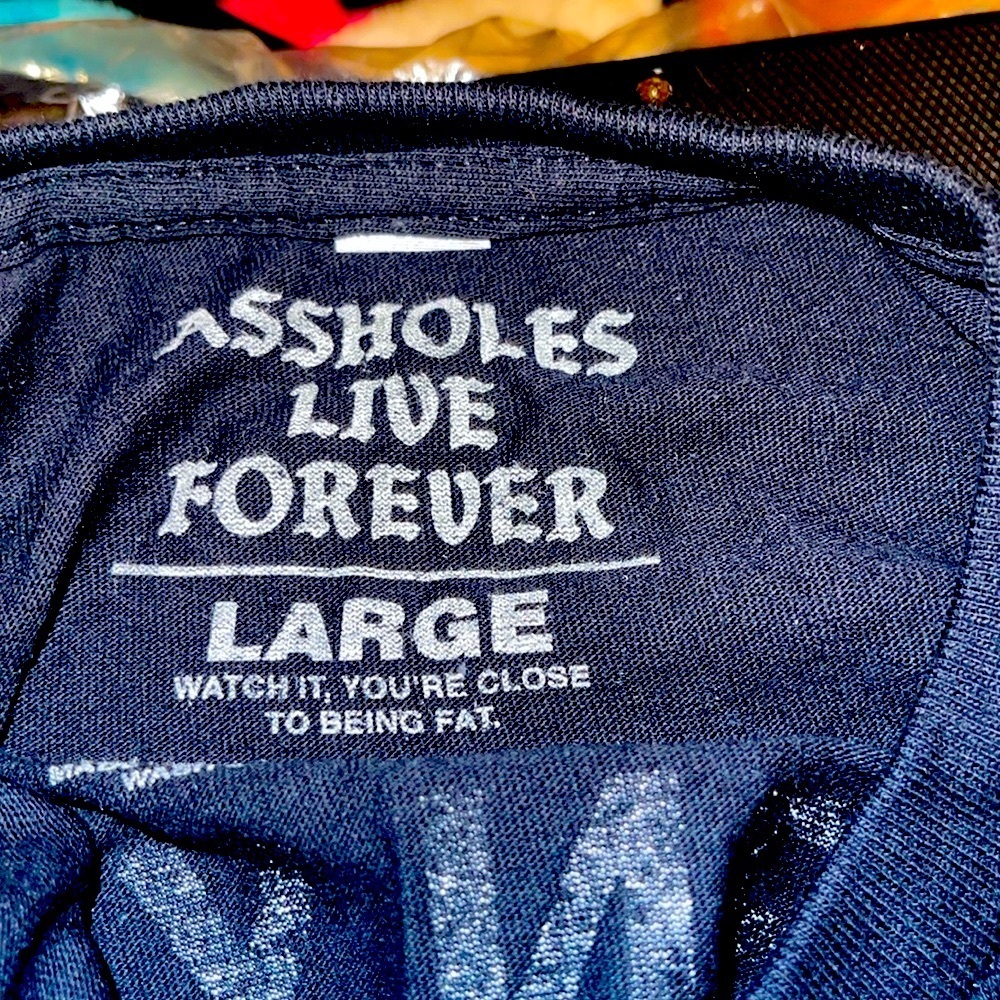 ASSHOLES
LIVE
FOREVER
LARGE
WATCH IT, YOU'RE CLOSE
TO BEING FAT.